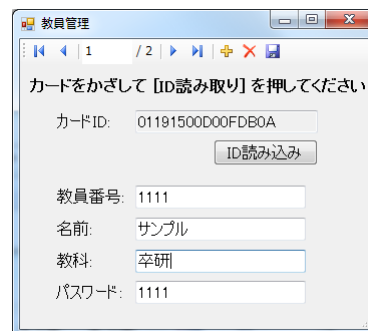 教員管理
1 / 2
カードをかざして [ID読み取り] を押してください
カードID: 01191500D00FDB0A
ID読み込み
教員番号: 1111
名前: サンプル
教科: 卒研
パスワード: 1111